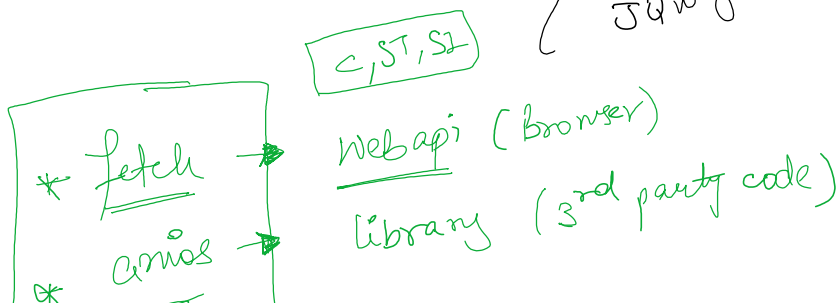 C, ST, SI
* fetch → Webapi (Browser)
axios → library (3rd party code)
*